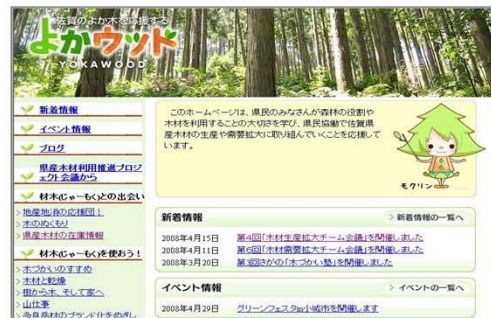 佐賀のよか木を応援する
よかウッド
YOKAWOOD
新着情報
イベント情報
ブログ
県産木材利用推進プロジ
ェクト会議から
材木(じゃーもく)との出会い
>地産地消の応援団！
>木のぬくもり
>県産木材の在庫情報
材木(じゃーもく)を使おう！
>木づかいのすすめ
>木材と乾燥
>樹から木、そして家へ
>山仕事
>多良岳材のブランド化をめざし
このホームページは、県民のみなさんが森林の役割や
木材を利用することの大切さを学び、県民協働で佐賀県
産木材の生産や需要拡大に取り組んでいくことを応援して
います。
モクリン
新着情報
>新着情報の一覧へ
2008年4月15日 第4回「木材生産拡大チーム会議」を開催しました
2008年4月11日 第6回「木材需要拡大チーム会議」を開催しました
2008年3月20日 第3回さがの「木づかい塾」を開催しました
イベント情報
>イベントの一覧へ
2008年4月29日 グリーンフェスタin小城市を開催します